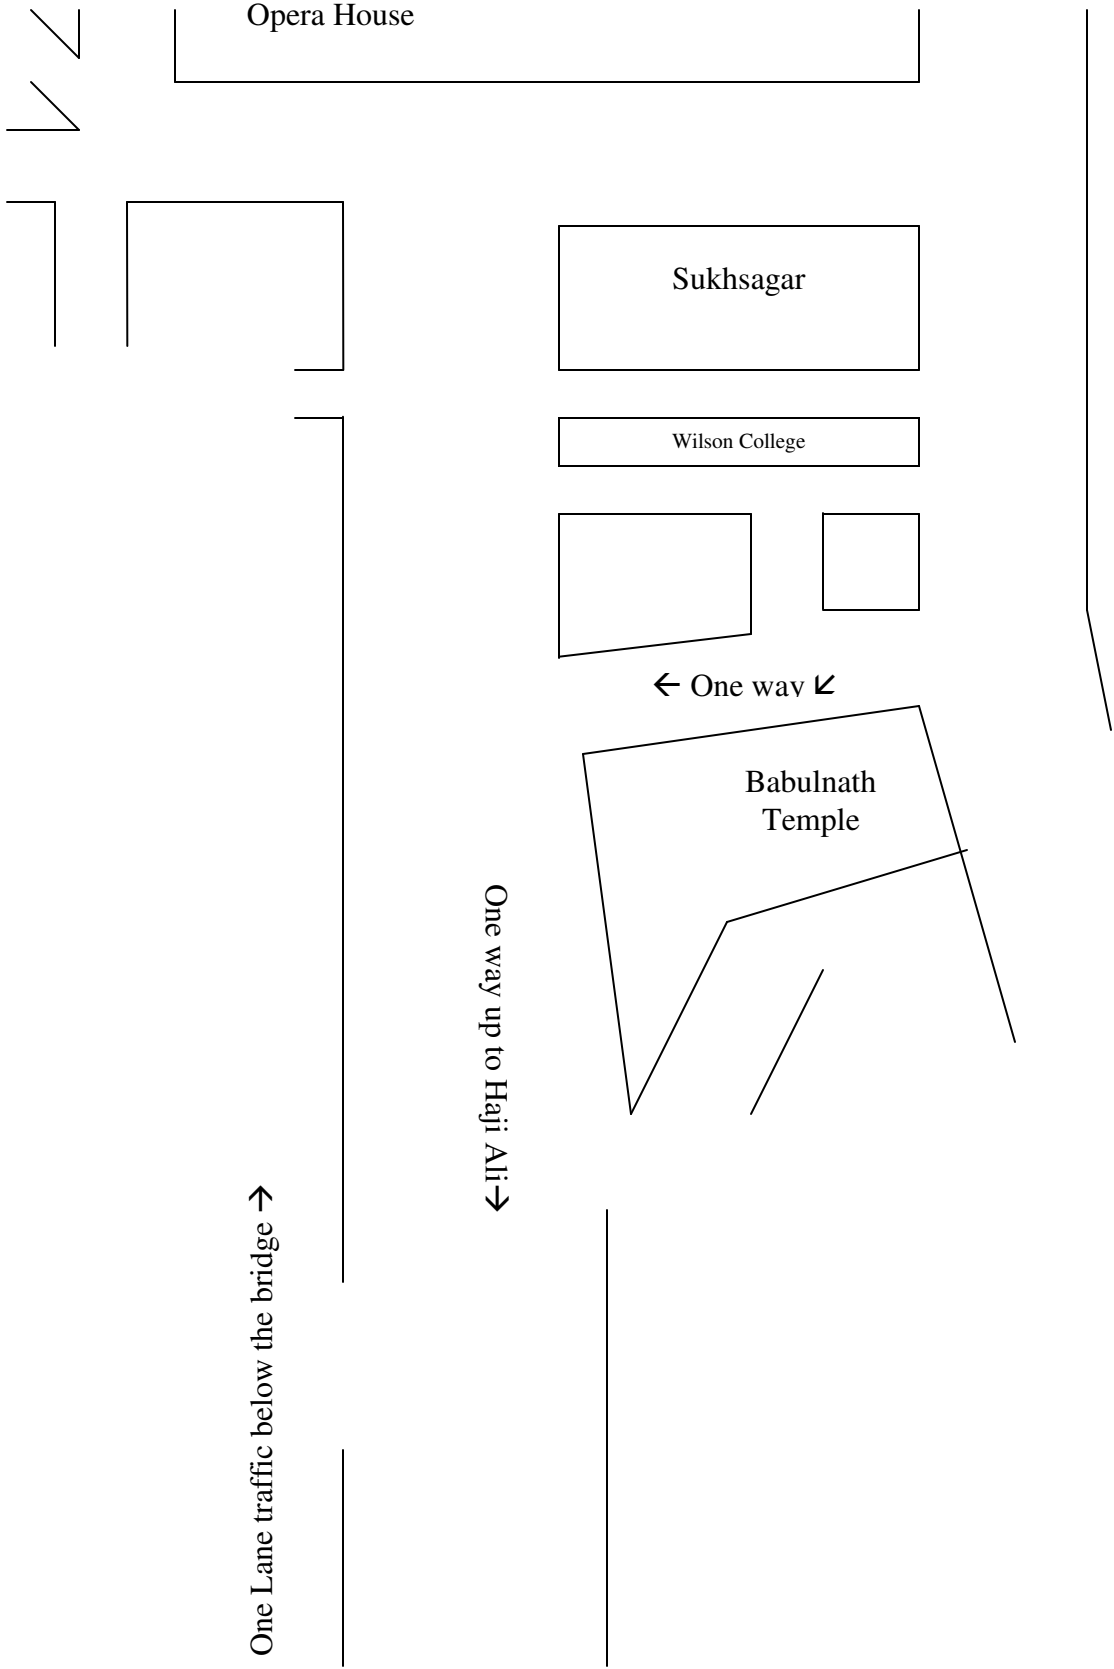 Opera House
Sukhsagar
Wilson College
← One way ↙
Babulnath
Temple
One way up to Haji Ali→
One Lane traffic below the bridge →